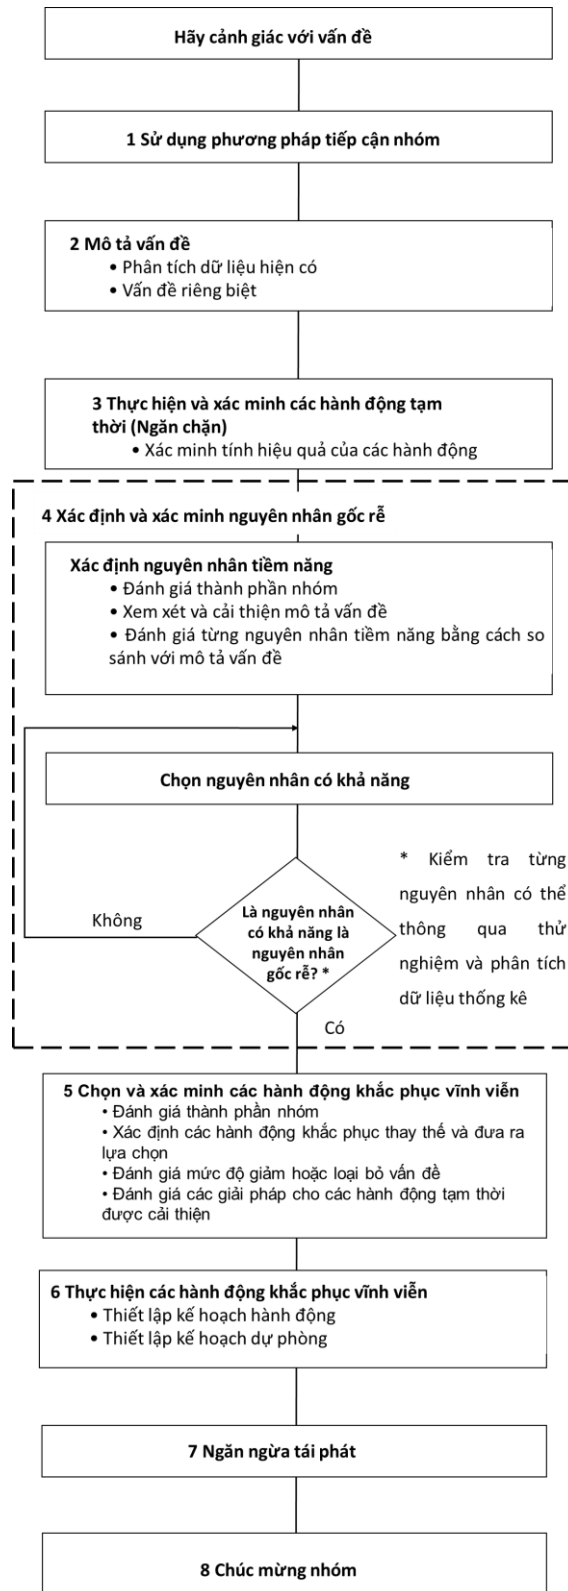 Hãy cảnh giác với vấn đề
1 Sử dụng phương pháp tiếp cận nhóm
2 Mô tả vấn đề
• Phân tích dữ liệu hiện có
• Vấn đề riêng biệt
3 Thực hiện và xác minh các hành động tạm
thời (Ngăn chặn)
• Xác minh tính hiệu quả của các hành động
4 Xác định và xác minh nguyên nhân gốc rễ
Xác định nguyên nhân tiềm năng
• Đánh giá thành phần nhóm
• Xem xét và cải thiện mô tả vấn đề
• Đánh giá từng nguyên nhân tiềm năng bằng cách so
sánh với mô tả vấn đề
Chọn nguyên nhân có khả năng
Không
Là nguyên nhân
có khả năng là
nguyên nhân
gốc rễ? *
Có
* Kiểm tra từng
nguyên nhân có thể
thông qua thử
nghiệm và phân tích
dữ liệu thống kê
5 Chọn và xác minh các hành động khắc phục vĩnh viễn
• Đánh giá thành phần nhóm
• Xác định các hành động khắc phục thay thế và đưa ra
lựa chọn
• Đánh giá mức độ giảm hoặc loại bỏ vấn đề
• Đánh giá các giải pháp cho các hành động tạm thời
được cải thiện
6 Thực hiện các hành động khắc phục vĩnh viễn
• Thiết lập kế hoạch hành động
• Thiết lập kế hoạch dự phòng
7 Ngăn ngừa tái phát
8 Chúc mừng nhóm